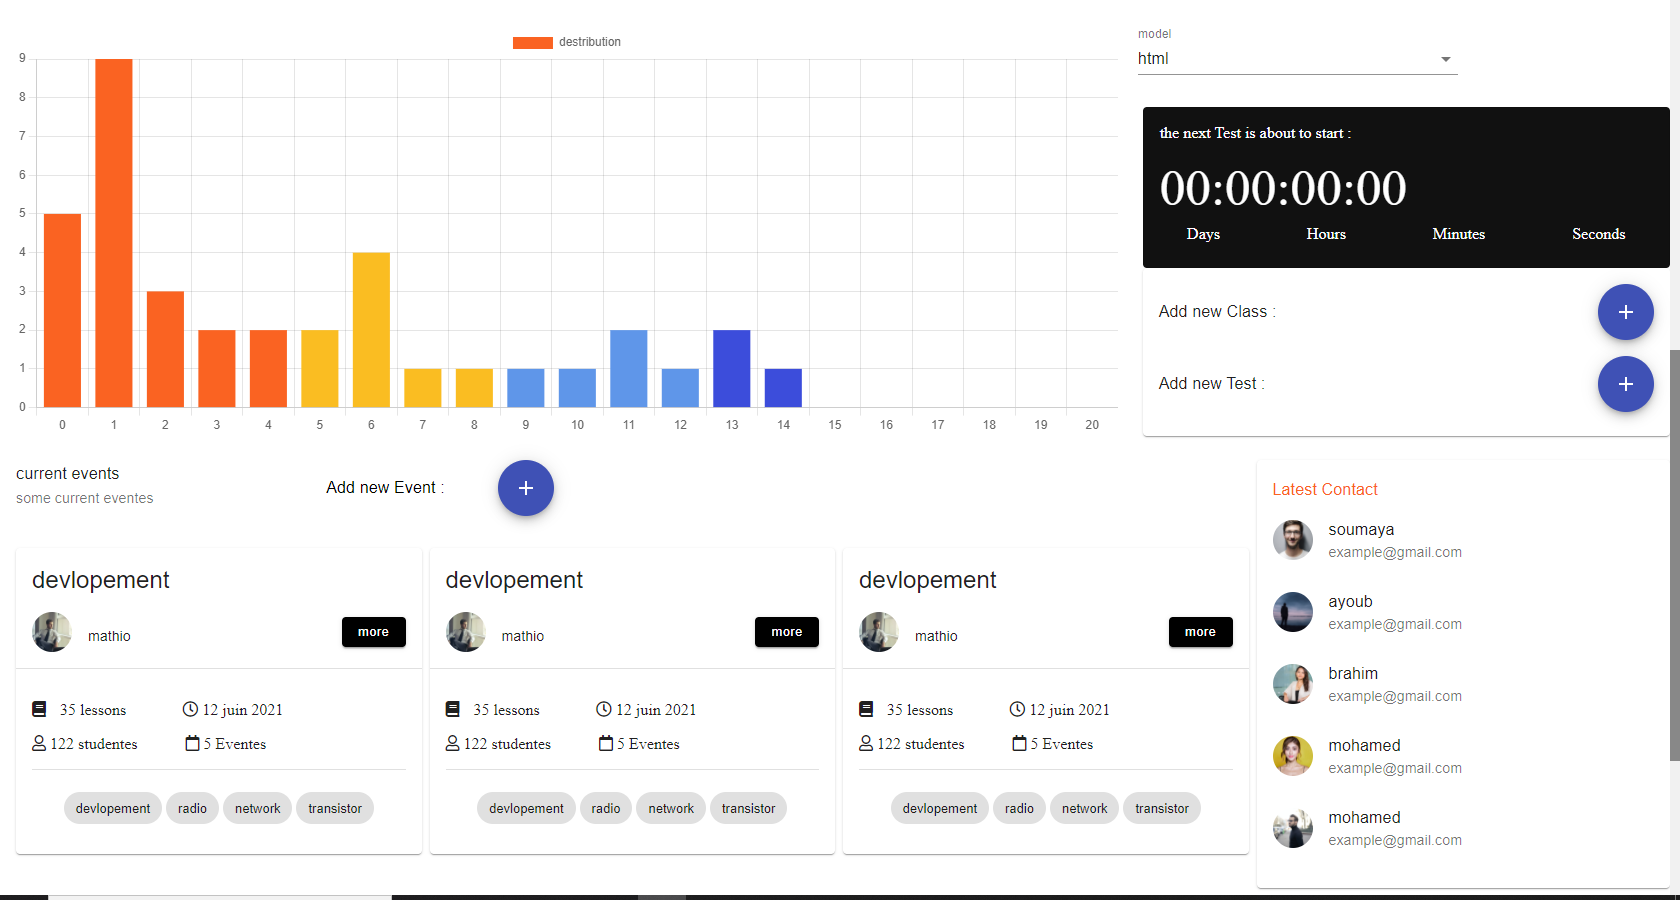 destribution
9
8
7
6
5
4
3
2
1
0
0 1 2 3 4 5 6 7 8 9 10 11 12 13 14 15 16 17 18 19 20
model
html
the next Test is about to start :
00:00:00:00
Days Hours Minutes Seconds
Add new Class :
Add new Test :
current events
some current eventes
Add new Event :
devlopement
mathio
more
35 lessons 12 juin 2021
122 studentes 5 Eventes
devlopement radio network transistor
devlopement
mathio
more
35 lessons 12 juin 2021
122 studentes 5 Eventes
devlopement radio network transistor
devlopement
mathio
more
35 lessons 12 juin 2021
122 studentes 5 Eventes
devlopement radio network transistor
Latest Contact
soumaya
example@gmail.com
ayoub
example@gmail.com
brahim
example@gmail.com
mohamed
example@gmail.com
mohamed
example@gmail.com